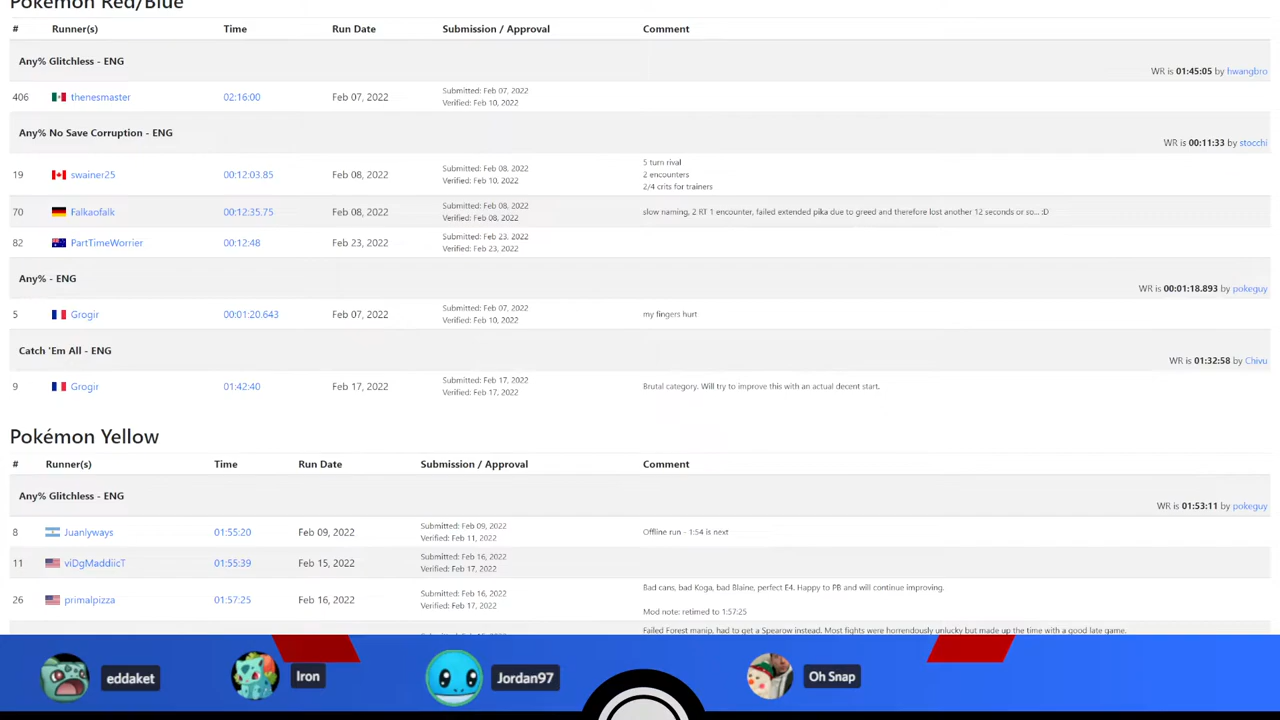 Pokémon Red/Blue
# Runner(s) Time Run Date Submission / Approval Comment
Any% Glitchless - ENG
WR is 01:45:05 by hwangbro
406 thenesmaster 02:16:00 Feb 07, 2022 Submitted: Feb 07, 2022
Verified: Feb 10, 2022
Any% No Save Corruption - ENG
WR is 00:11:33 by stocchi
19 swainer25 00:12:03.85 Feb 08, 2022 Submitted: Feb 08, 2022
Verified: Feb 10, 2022
5 turn rival
2 encounters
2/4 crits for trainers
70 Falkaofalk 00:12:35.75 Feb 08, 2022 Submitted: Feb 08, 2022
Verified: Feb 10, 2022
slow naming, 2 RT 1 encounter, failed extended pika due to greed and therefore lost another 12 seconds or so... :D
82 PartTimeWorrier 00:12:48 Feb 23, 2022 Submitted: Feb 23, 2022
Verified: Feb 23, 2022
Any% - ENG
WR is 00:01:18.893 by pokeguy
5 Grogir 00:01:20.643 Feb 07, 2022 Submitted: Feb 07, 2022
Verified: Feb 10, 2022
my fingers hurt
Catch 'Em All - ENG
WR is 01:32:58 by Chivu
9 Grogir 01:42:40 Feb 17, 2022 Submitted: Feb 17, 2022
Verified: Feb 17, 2022
Brutal category. Will try to improve this with an actual decent start.
Pokémon Yellow
# Runner(s) Time Run Date Submission / Approval Comment
Any% Glitchless - ENG
WR is 01:53:11 by pokeguy
8 Juanlyways 01:55:20 Feb 09, 2022 Submitted: Feb 09, 2022
Verified: Feb 11, 2022
Offline run - 1:54 is next
11 viDgMaddiicT 01:55:39 Feb 15, 2022 Submitted: Feb 16, 2022
Verified: Feb 17, 2022
26 primalpizza 01:57:25 Feb 16, 2022 Submitted: Feb 16, 2022
Verified: Feb 17, 2022
Bad cans, bad Koga, bad Blaine, perfect E4. Happy to PB and will continue improving.
Mod note: retimed to 1:57:25
Failed Forest manip, had to get a Spearow instead. Most fights were horrendously unlucky but made up the time with a good late game.
eddaket
Iron
Jordan97
Oh Snap